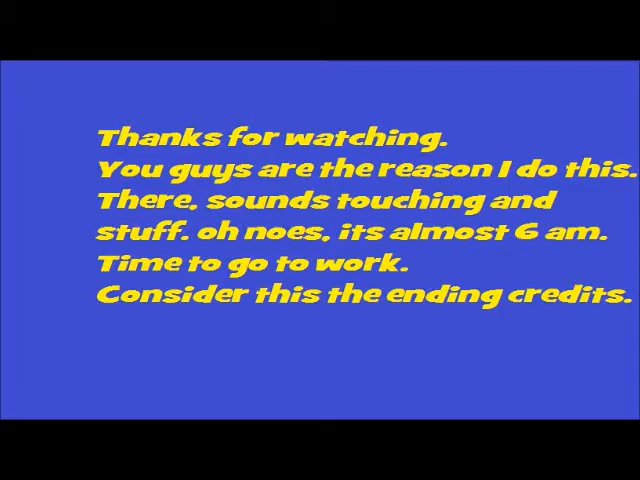 Thanks for watching.
You guys are the reason I do this.
There, sounds touching and
stuff. oh noes, its almost 6 am.
Time to go to work.
Consider this the ending credits.